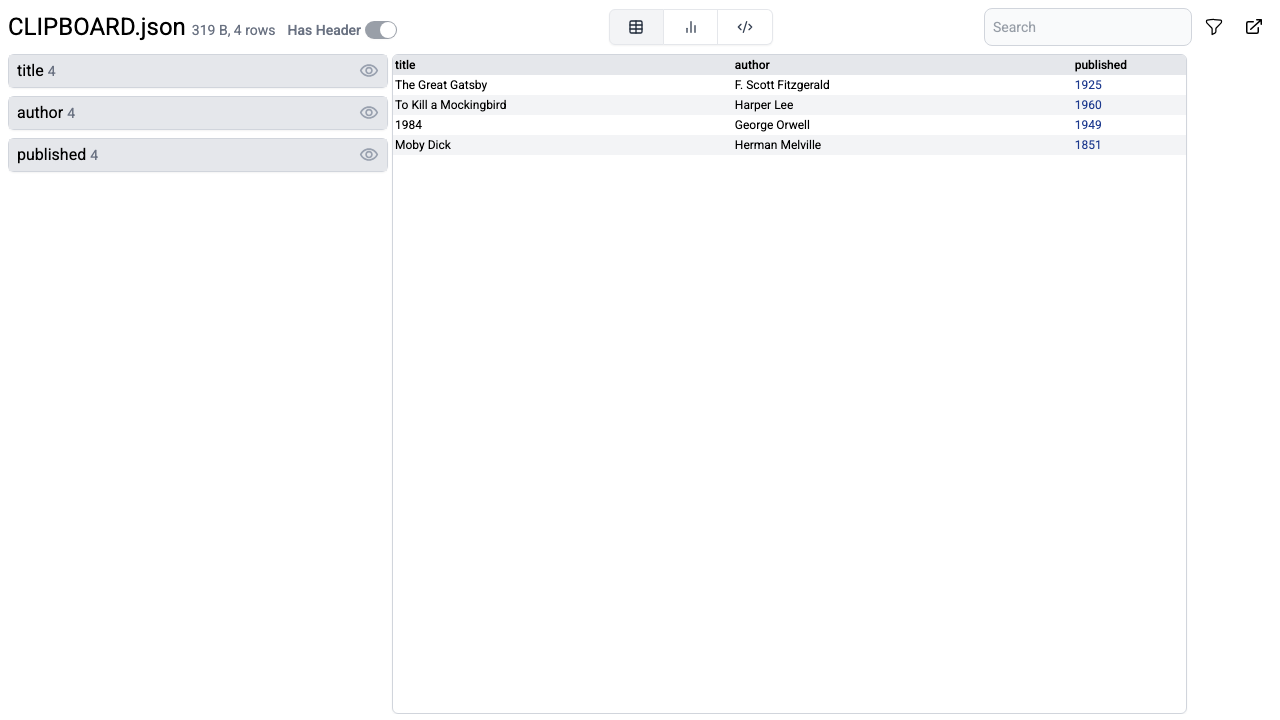 CLIPBOARD.json 319 B, 4 rows Has Header
Search
title 4
author 4
published 4
title author published
The Great Gatsby F. Scott Fitzgerald 1925
To Kill a Mockingbird Harper Lee 1960
1984 George Orwell 1949
Moby Dick Herman Melville 1851